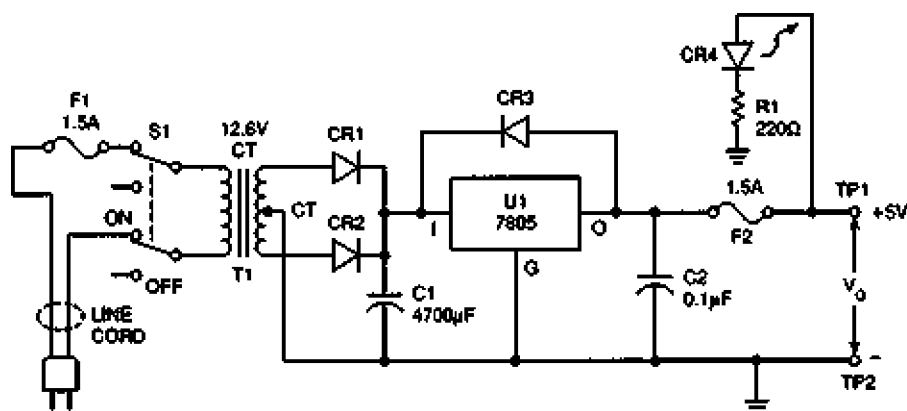 F1
1.5A
S1
ON
OFF
LINE
CORD
12.6V
CT
CT
T1
CR1
CR2
C1
4700µF
CR3
U1
7805
I
O
G
C2
0.1µF
1.5A
F2
CR4
R1
220Ω
TP1
+5V
Vo
-
TP2